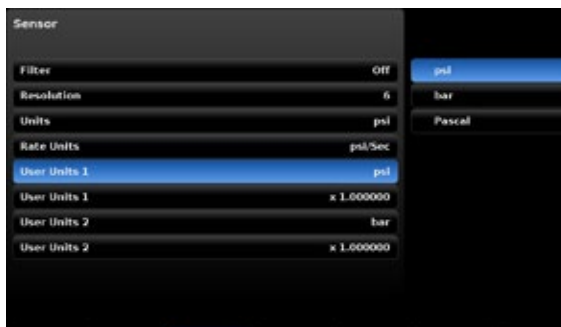 Sensor
Filter Off
Resolution 6
Units psi
Rate Units psi/Sec
User Units 1 psi
User Units 1 x 1.000000
User Units 2 bar
User Units 2 x 1.000000
psi
bar
Pascal